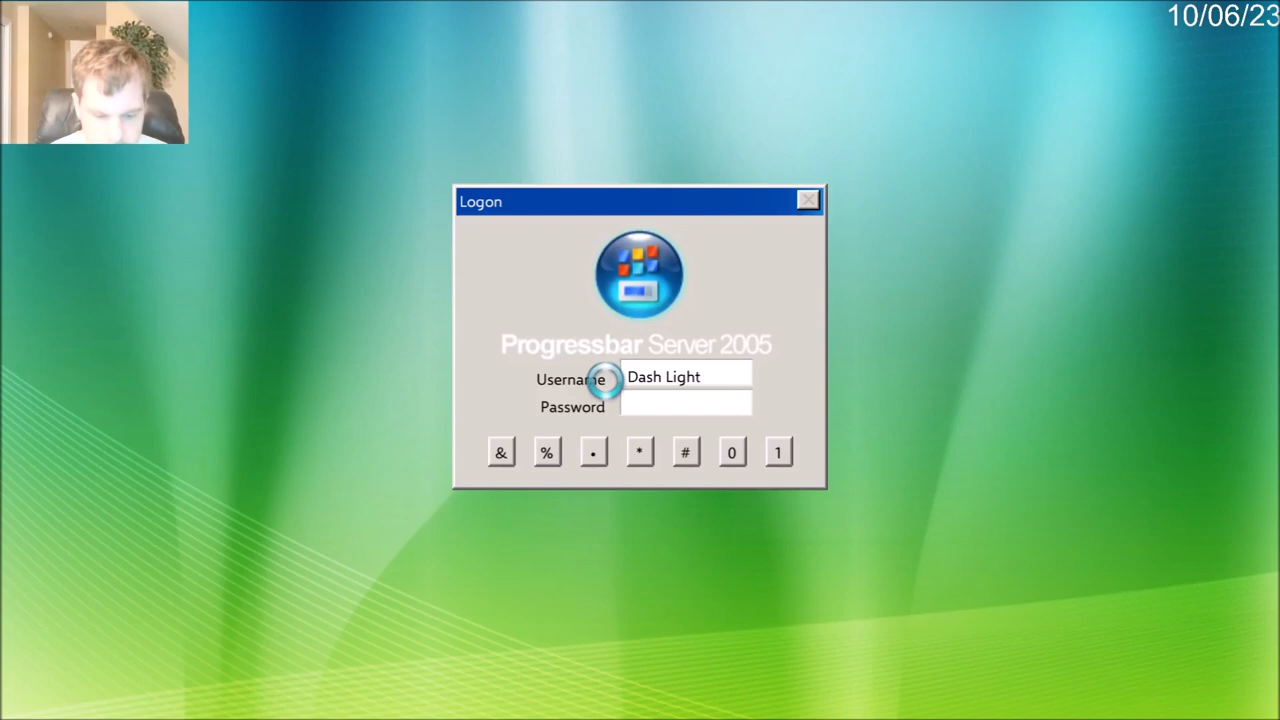 10/06/23
Logon
Progressbar Server 2005
Username Dash Light
Password
& % • * # 0 1